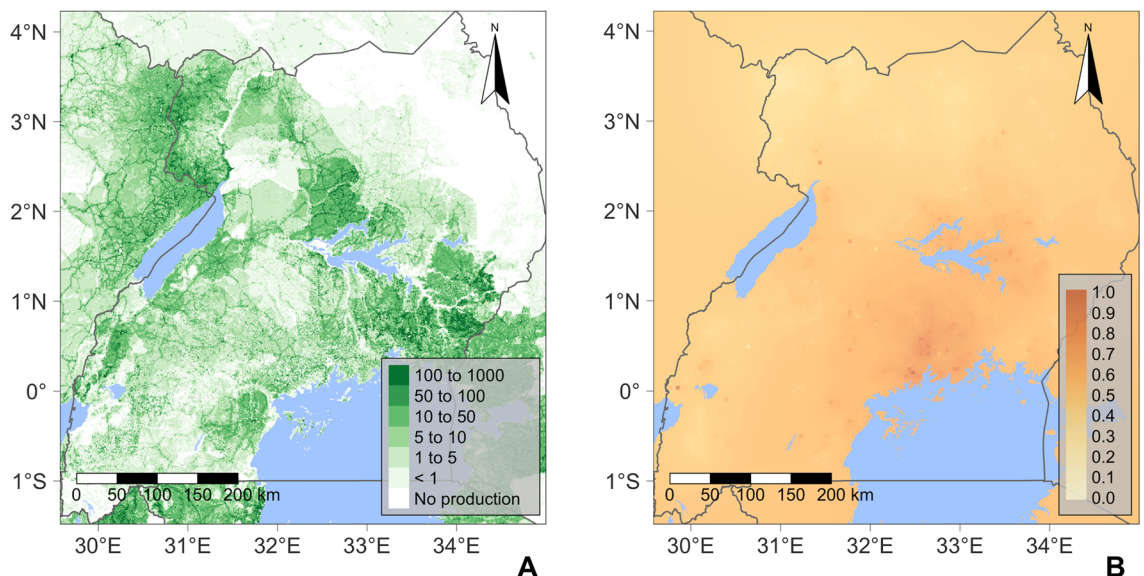 N
4°N
3°N
2°N
1°N
0°
1°S
100 to 1000
50 to 100
10 to 50
5 to 10
1 to 5
< 1
No production
0 50 100 150 200 km
30°E 31°E 32°E 33°E 34°E
A
N
4°N
3°N
2°N
1°N
0°
1°S
1.0
0.9
0.8
0.7
0.6
0.5
0.4
0.3
0.2
0.1
0.0
0 50 100 150 200 km
30°E 31°E 32°E 33°E 34°E
B